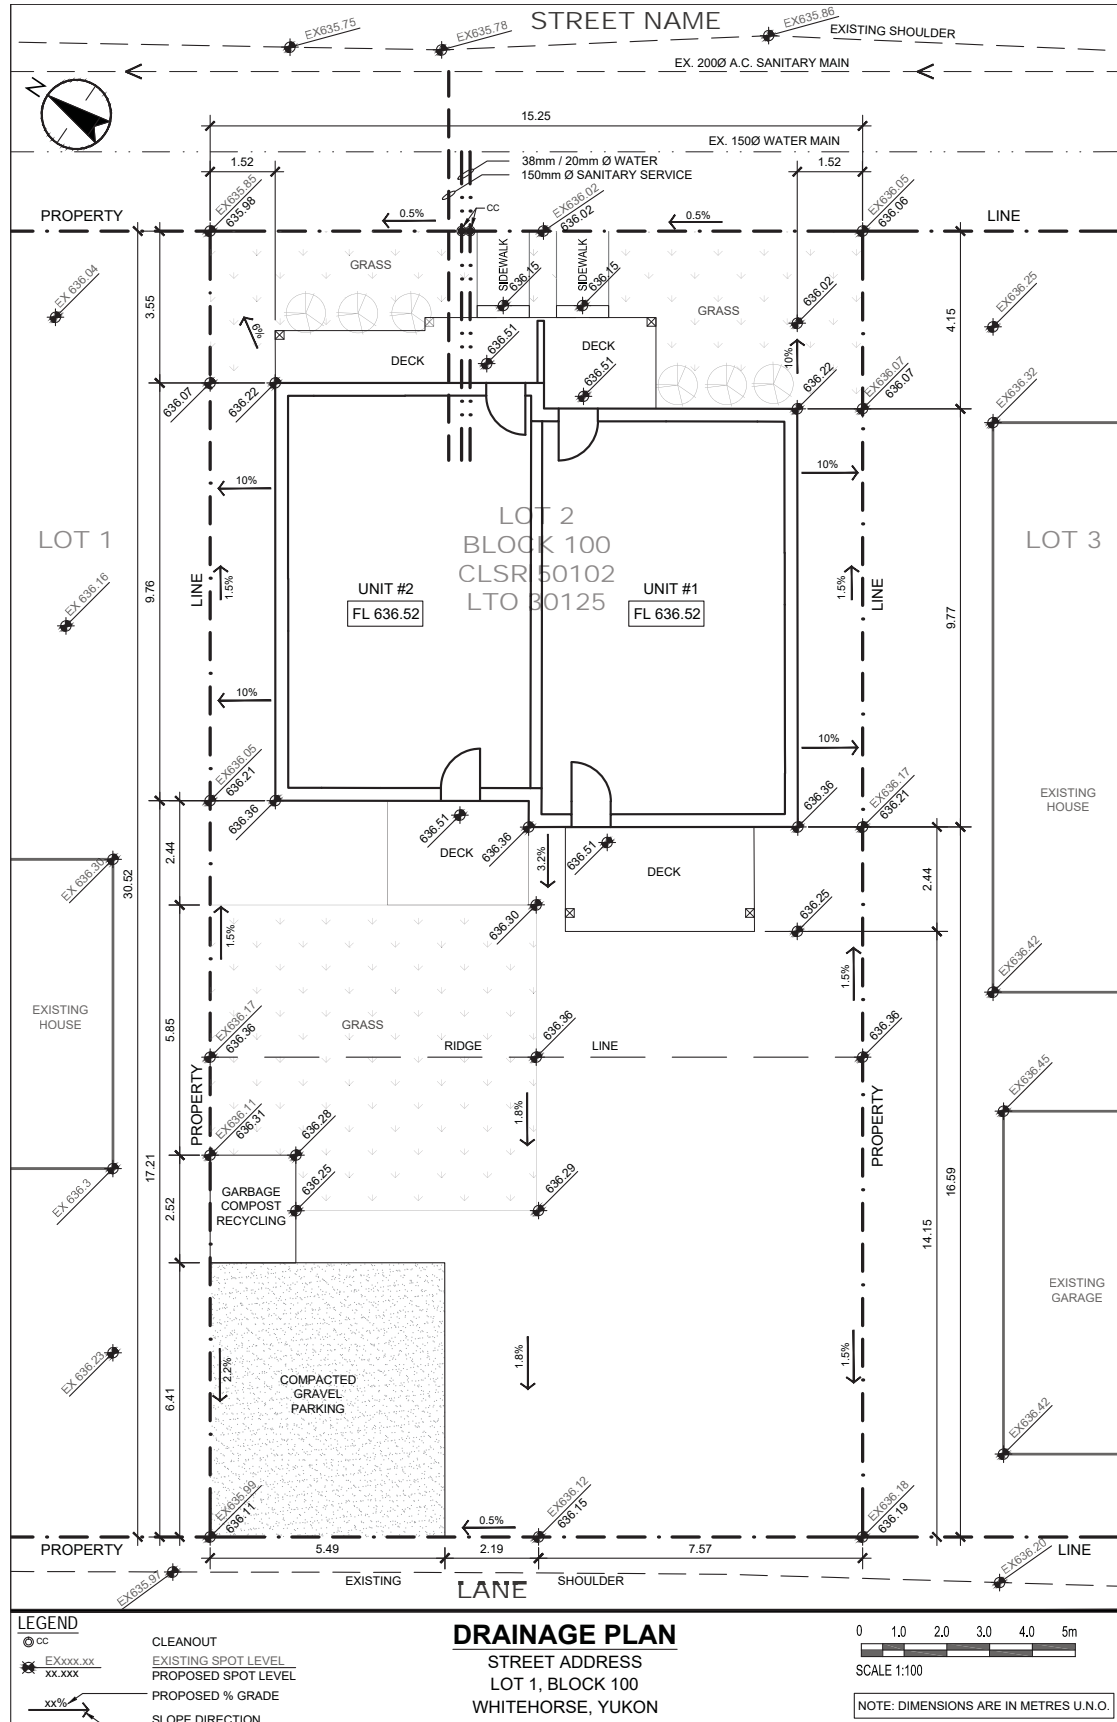 STREET NAME
EX635.75
EX635.78
EX635.86
EXISTING SHOULDER
EX. 200Ø A.C. SANITARY MAIN
N
15.25
EX. 150Ø WATER MAIN
1.52
38mm / 20mm Ø WATER
150mm Ø SANITARY SERVICE
1.52
EX635.85
635.98
CC
EX636.02
636.02
EX636.05
636.06
PROPERTY
0.5%
0.5%
LINE
EX 636.04
GRASS
SIDEWALK
636.15
SIDEWALK
636.15
GRASS
636.02
EX636.25
3.55
6%
4.15
DECK
636.51
DECK
636.51
10%
636.22
EX636.07
636.07
EX636.32
636.07
636.22
10%
10%
LOT 1
LOT 2
BLOCK 100
CLSR 50102
LTO 30125
LOT 3
EX 636.16
9.76
LINE
1.5%
UNIT #2
FL 636.52
UNIT #1
FL 636.52
1.5%
LINE
9.77
10%
10%
EX636.05
636.21
636.36
636.36
EX636.17
636.21
EXISTING
HOUSE
636.51
636.36
DECK
3.2%
636.51
DECK
2.44
30.52
2.44
EX 636.30
636.30
636.25
1.5%
1.5%
EX636.42
EXISTING
HOUSE
5.85
EX636.17
636.36
GRASS
RIDGE
LINE
636.36
636.36
PROPERTY
EX636.11
636.31
636.28
1.8%
PROPERTY
EX636.45
EX 636.3
17.21
2.52
GARBAGE
COMPOST
RECYCLING
636.25
636.29
16.59
14.15
EXISTING
GARAGE
EX 636.23
2.2%
1.8%
1.5%
6.41
COMPACTED
GRAVEL
PARKING
EX636.42
EX635.99
636.11
EX636.12
636.15
EX636.18
636.19
0.5%
PROPERTY
5.49
2.19
7.57
LINE
EX635.97
EXISTING
LANE
SHOULDER
EX636.20
LEGEND
CC
CLEANOUT
EXxxx.xx
EXISTING SPOT LEVEL
xx.xxx
PROPOSED SPOT LEVEL
xx%
PROPOSED % GRADE
SLOPE DIRECTION
DRAINAGE PLAN
STREET ADDRESS
LOT 1, BLOCK 100
WHITEHORSE, YUKON
0 1.0 2.0 3.0 4.0 5m
SCALE 1:100
NOTE: DIMENSIONS ARE IN METRES U.N.O.